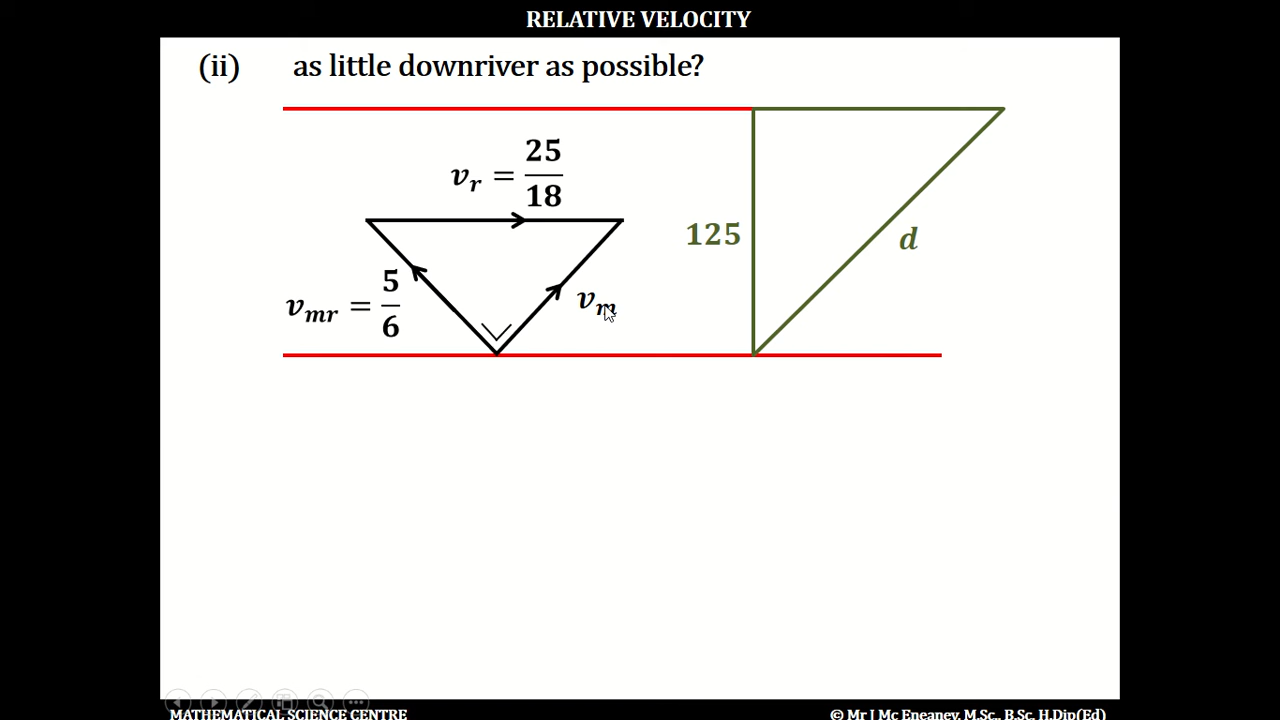 RELATIVE VELOCITY
(ii) as little downriver as possible?
v_r = 25/18
125
d
v_mr = 5/6
v_m
MATHEMATICAL SCIENCE CENTRE
© Mr J Mc Eneaney, M.Sc., B.Sc, H.Dip(Ed)